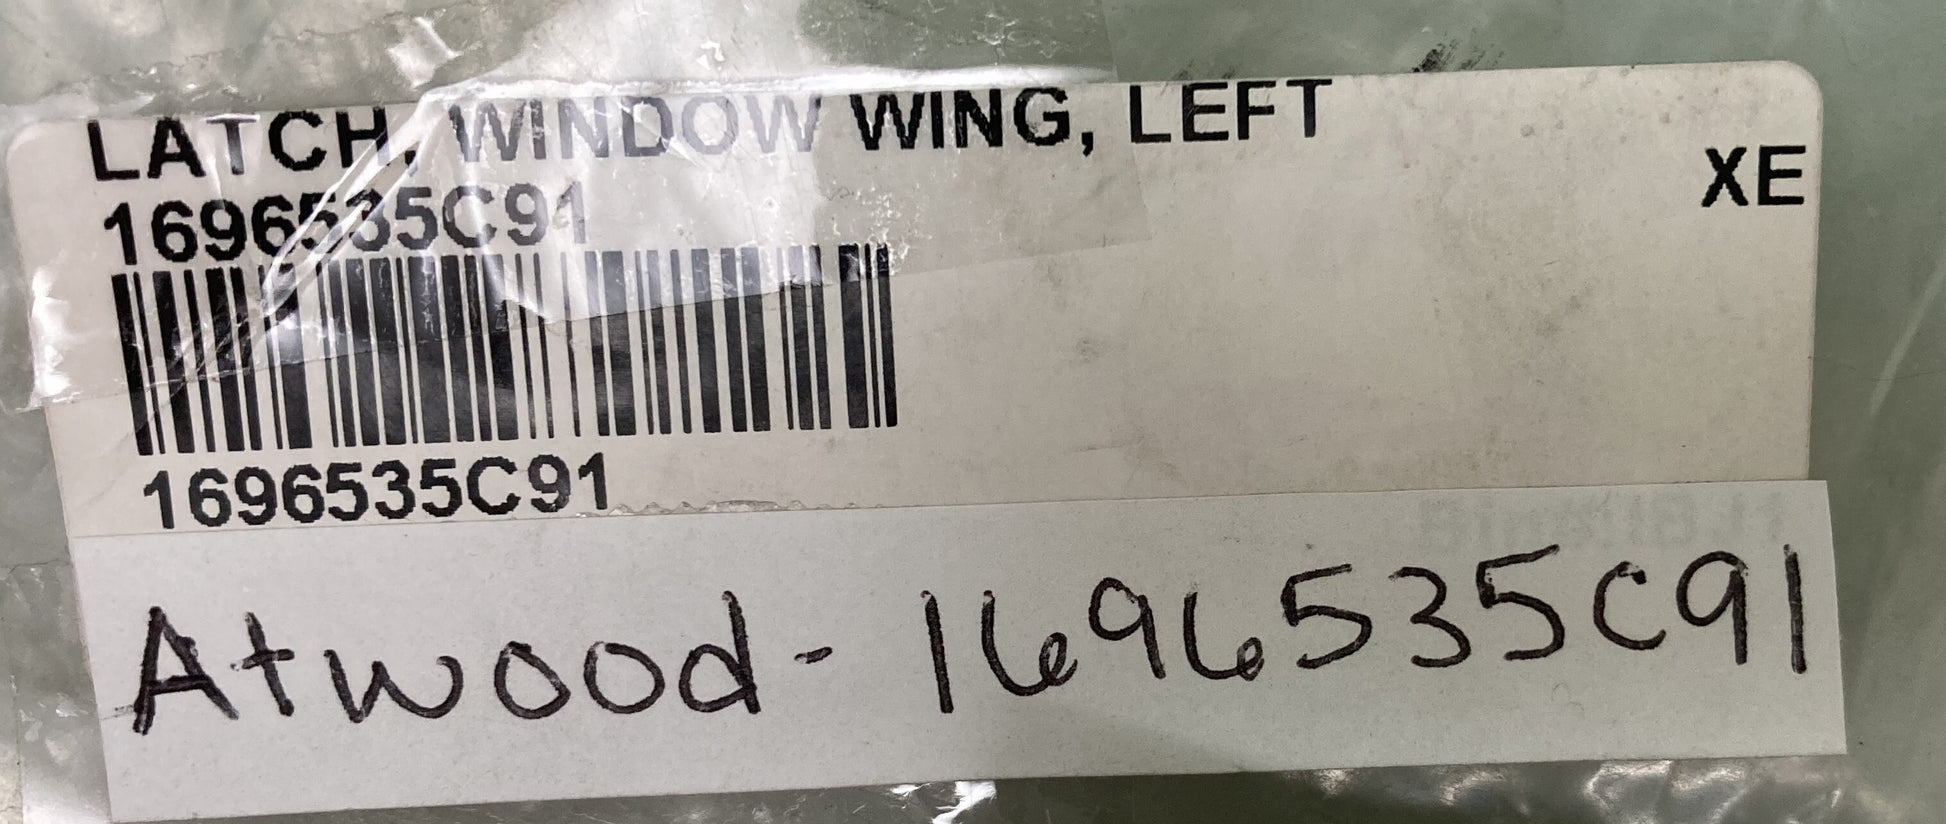 LATCH, WINDOW WING, LEFT
XE
1696535C91
1696535C91
Atwood- 1696535C91